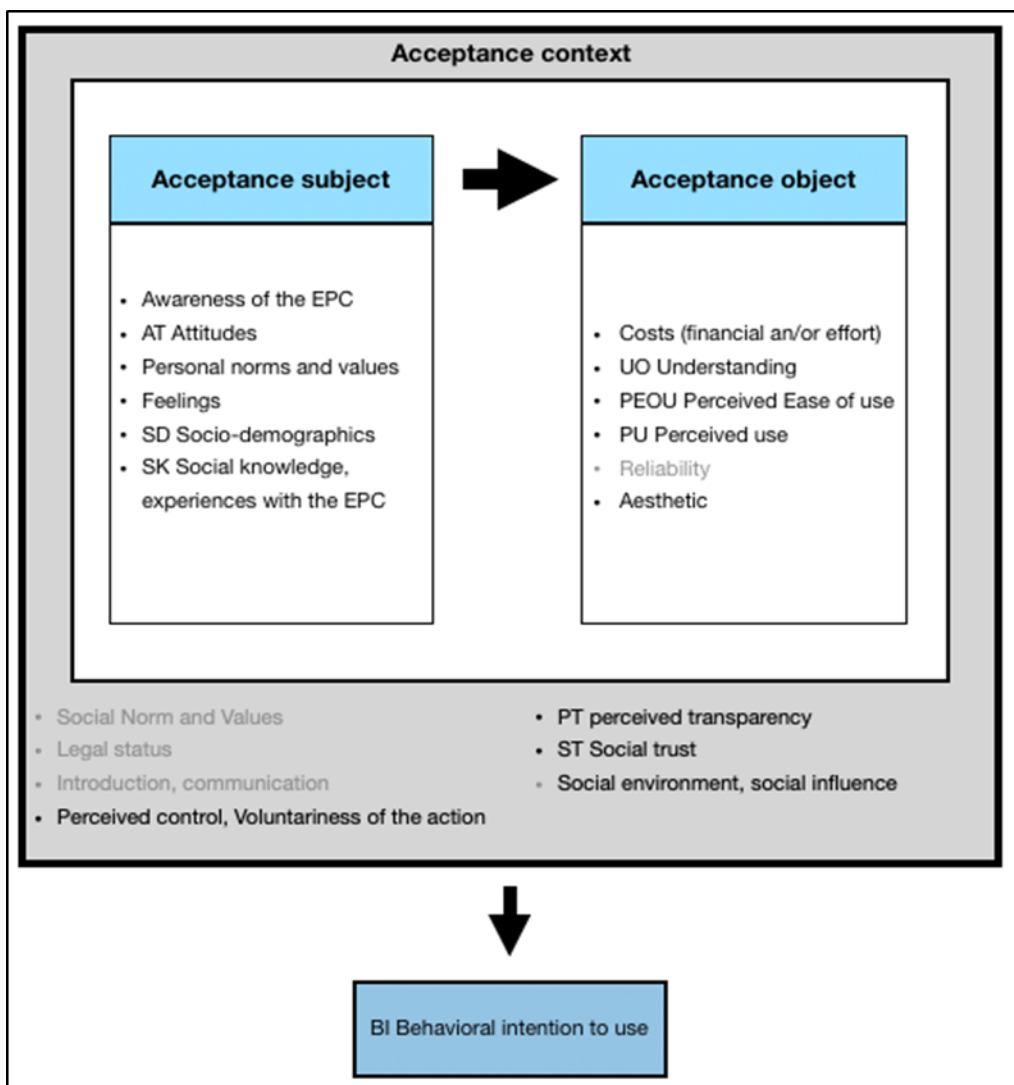 Acceptance context
Acceptance subject
• Awareness of the EPC
• AT Attitudes
• Personal norms and values
• Feelings
• SD Socio-demographics
• SK Social knowledge,
experiences with the EPC
Acceptance object
• Costs (financial an/or effort)
• UO Understanding
• PEOU Perceived Ease of use
• PU Perceived use
• Reliability
• Aesthetic
• Social Norm and Values
• Legal status
• Introduction, communication
• Perceived control, Voluntariness of the action
• PT perceived transparency
• ST Social trust
• Social environment, social influence
BI Behavioral intention to use